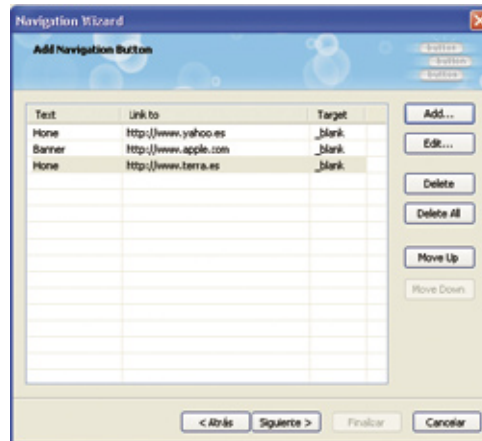 Navigation Wizard
Add Navigation Button
button
button
button
Text Link to Target
Home http://www.yahoo.es _blank
Banner http://www.apple.com _blank
Home http://www.terra.es _blank
Add...
Edit...
Delete
Delete All
Move Up
Move Down
< Atrás
Siguiente >
Finalizar
Cancelar